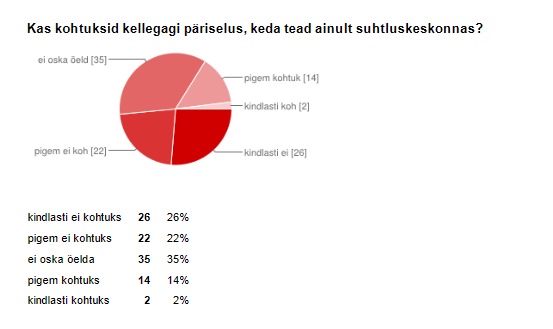 Kas kohtuksid kellegagi päriselus, keda tead ainult suhtluskeskonnas?
ei oska öeld [35]
pigem kohtuk [14]
kindlasti koh [2]
pigem ei koh [22]
kindlasti ei [26]
kindlasti ei kohtuks 26 26%
pigem ei kohtuks 22 22%
ei oska öelda 35 35%
pigem kohtuks 14 14%
kindlasti kohtuks 2 2%